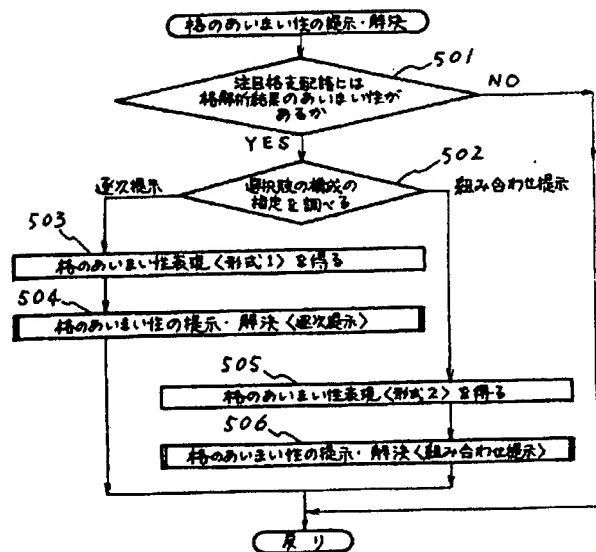 格のあいまい性の提示・解決
501
注目格支配語には
格解析結果のあいまい性が
あるか
NO
YES
502
逐次提示
選択肢の構成の
指定を調べる
組み合わせ提示
503
格のあいまい性表現〈形式1〉を得る
504
格のあいまい性の提示・解決〈逐次提示〉
505
格のあいまい性表現〈形式2〉を得る
506
格のあいまい性の提示・解決〈組み合わせ提示〉
戻り